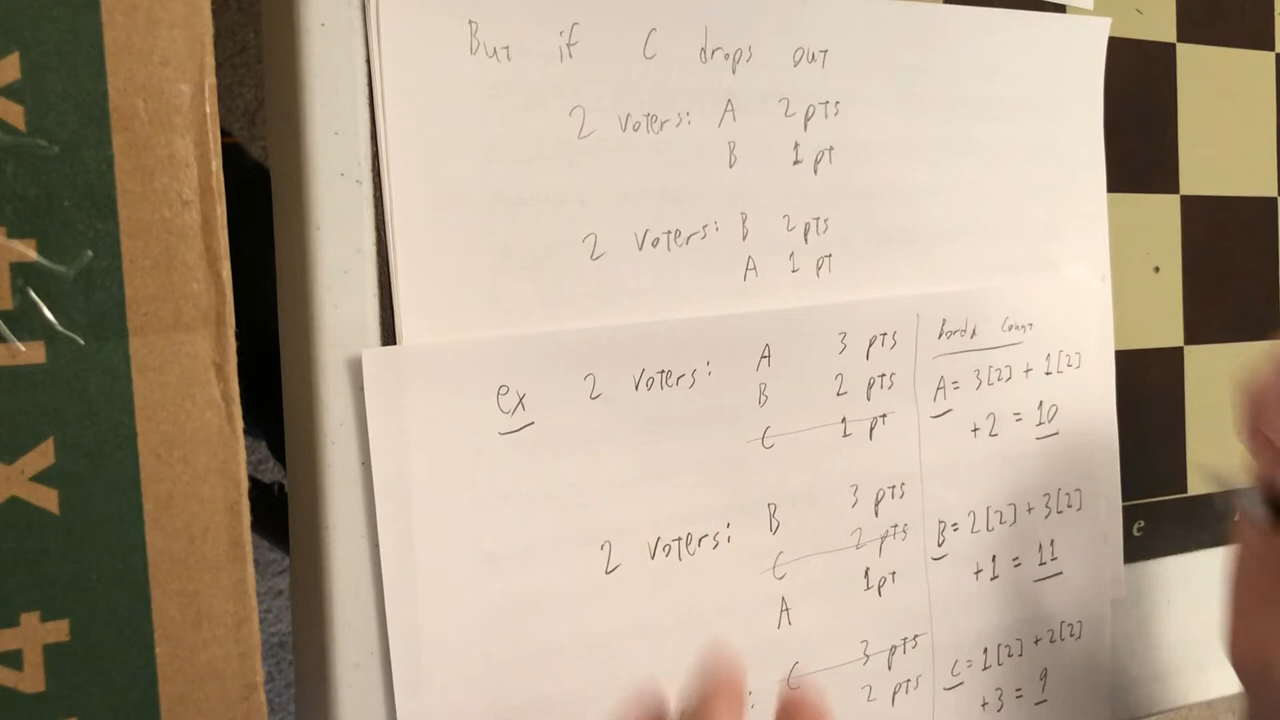 But if C drops out
2 voters: A 2 pts
B 1 pt
2 voters: B 2 pts
A 1 pt
ex 2 voters: A 3 pts
B 2 pts
C 1 pt
2 voters: B 3 pts
C 2 pts
A 1 pt
C 3 pts
: 2 pts
Borda Count
A = 3[2] + 1[2]
+2 = 10
B = 2[2] + 3[2]
+1 = 11
C = 1[2] + 2[2]
+3 = 9
4 X 14 X
e